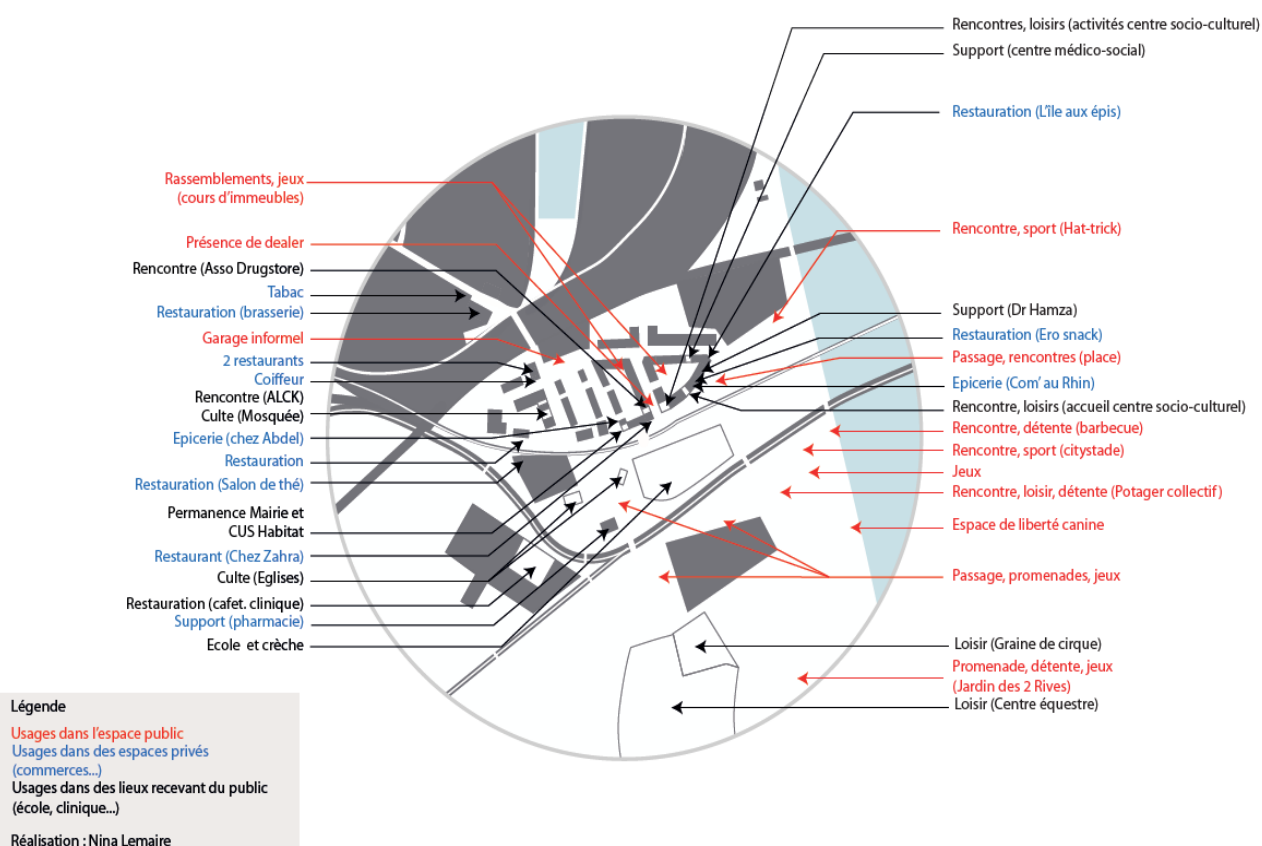 Rencontres, loisirs (activités centre socio-culturel)
Support (centre médico-social)
Restauration (L'île aux épis)
Rassemblements, jeux
(cours d'immeubles)
Présence de dealer
Rencontre (Asso Drugstore)
Tabac
Restauration (brasserie)
Garage informel
2 restaurants
Coiffeur
Rencontre (ALCK)
Culte (Mosquée)
Epicerie (chez Abdel)
Restauration
Restauration (Salon de thé)
Permanence Mairie et
CUS Habitat
Restaurant (Chez Zahra)
Culte (Eglises)
Restauration (cafet. clinique)
Support (pharmacie)
Ecole et crèche
Rencontre, sport (Hat-trick)
Support (Dr Hamza)
Restauration (Ero snack)
Passage, rencontres (place)
Epicerie (Com' au Rhin)
Rencontre, loisirs (accueil centre socio-culturel)
Rencontre, détente (barbecue)
Rencontre, sport (citystade)
Jeux
Rencontre, loisir, détente (Potager collectif)
Espace de liberté canine
Passage, promenades, jeux
Loisir (Graine de cirque)
Promenade, détente, jeux
(Jardin des 2 Rives)
Loisir (Centre équestre)
Légende
Usages dans l'espace public
Usages dans des espaces privés
(commerces...)
Usages dans des lieux recevant du public
(école, clinique...)
Réalisation : Nina Lemaire